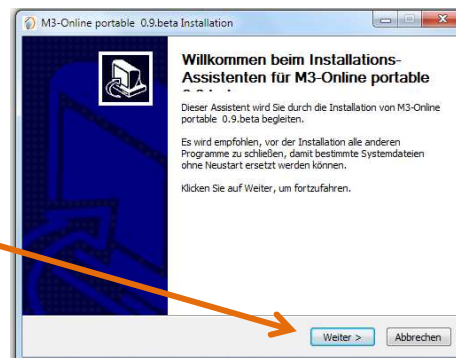 M3-Online portable 0.9.beta Installation
Willkommen beim Installations-
Assistenten für M3-Online portable
Dieser Assistent wird Sie durch die Installation von M3-Online
portable 0.9.beta begleiten.
Es wird empfohlen, vor der Installation alle anderen
Programme zu schließen, damit bestimmte Systemdateien
ohne Neustart ersetzt werden können.
Klicken Sie auf Weiter, um fortzufahren.
Weiter >
Abbrechen